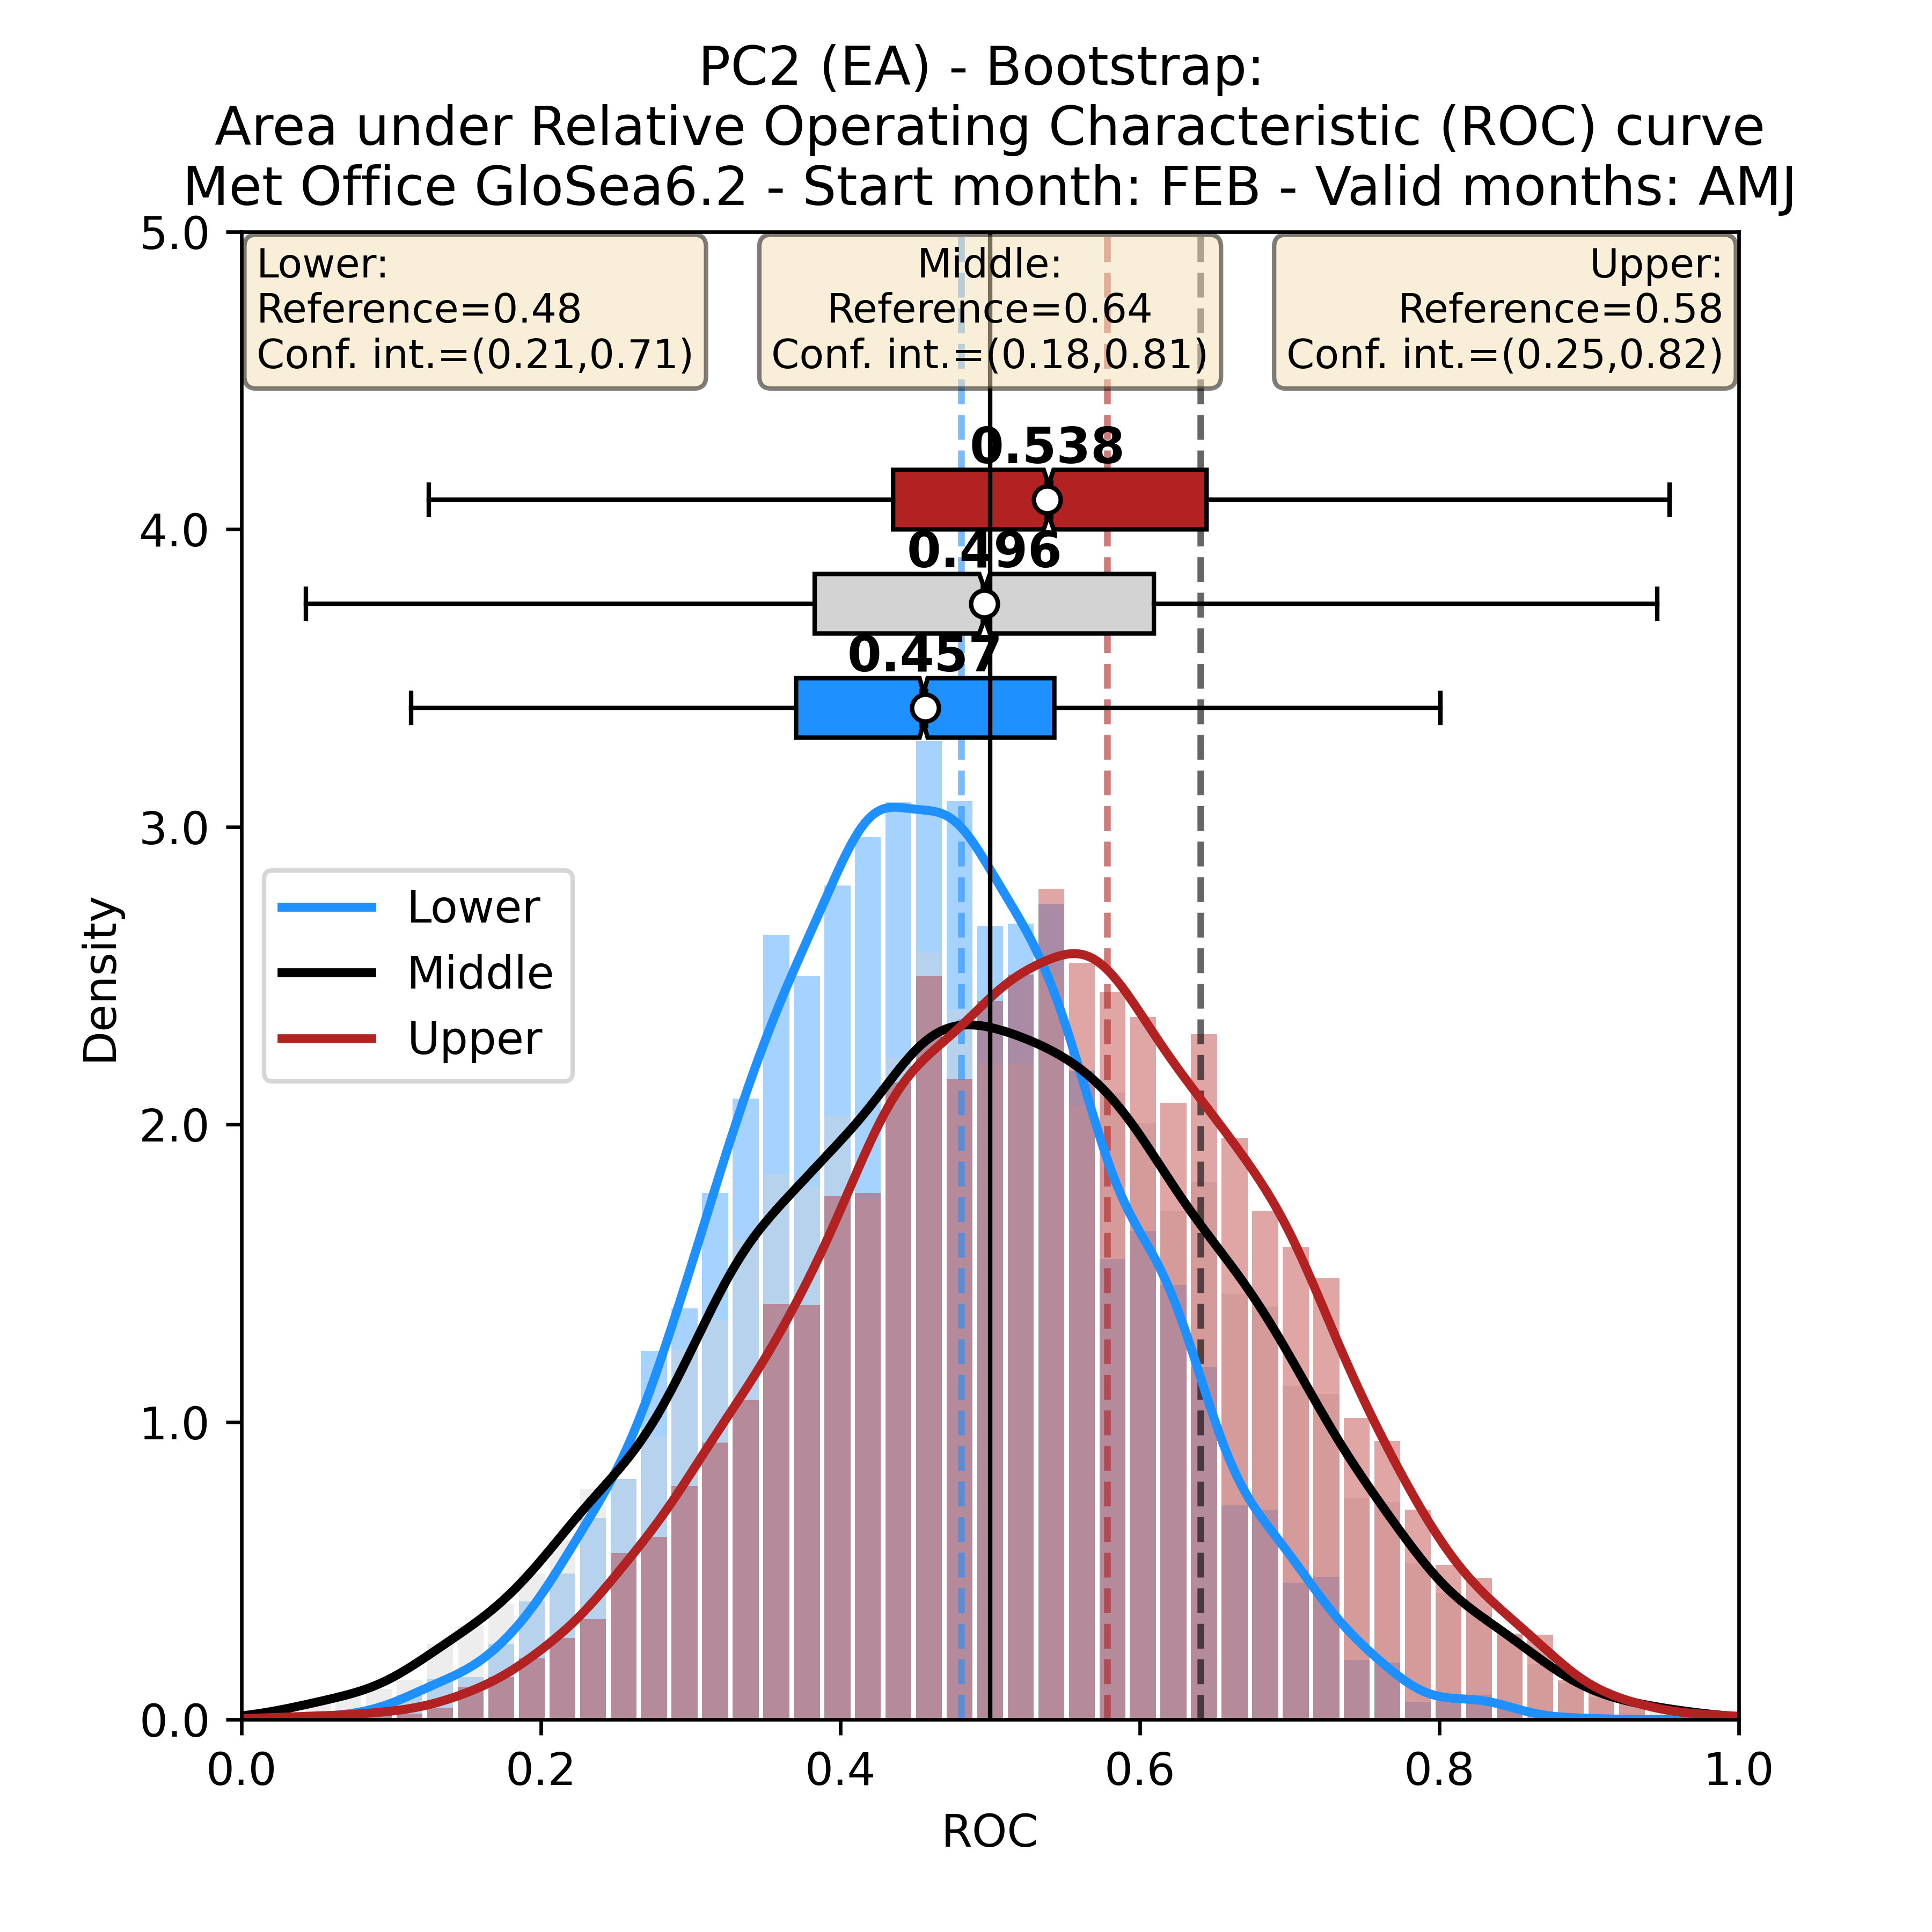 PC2 (EA) - Bootstrap:
Area under Relative Operating Characteristic (ROC) curve
Met Office GloSea6.2 - Start month: FEB - Valid months: AMJ
Lower:
Reference=0.48
Conf. int.=(0.21,0.71)
Middle:
Reference=0.64
Conf. int.=(0.18,0.81)
Upper:
Reference=0.58
Conf. int.=(0.25,0.82)
0.538
0.496
0.457
Lower
Middle
Upper
Density
5.0
4.0
3.0
2.0
1.0
0.0
0.0 0.2 0.4 0.6 0.8 1.0
ROC